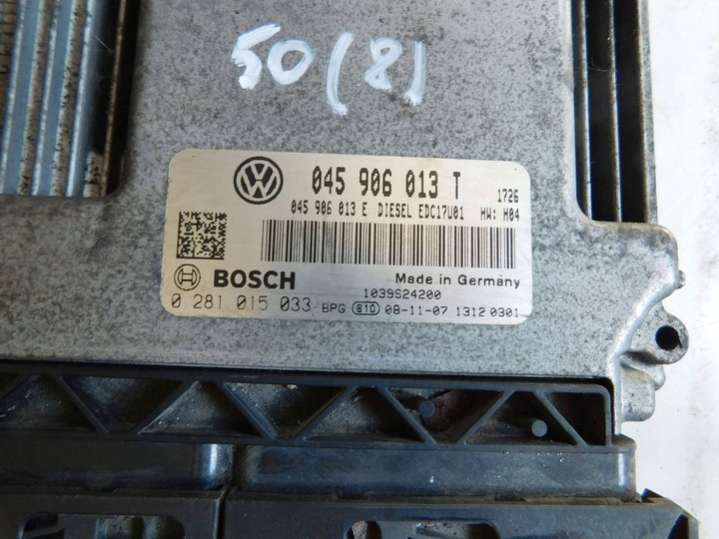 50(8)
045 906 013 T 1726
045 906 013 E DIESEL EDC17U01 HW: H04
BOSCH Made in Germany
1039S24200
0 281 015 033 BPG 610 08-11-07 1312 0301